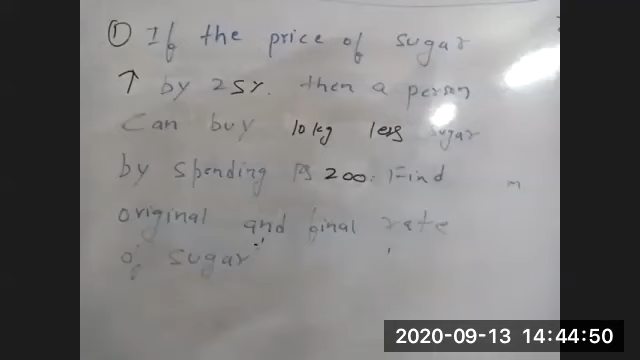 ① If the price of sugar
↑ by 25%. then a person
Can buy 10 kg less sugar
by spending Rs 200. Find
original and final rate
of sugar
2020-09-13 14:44:50